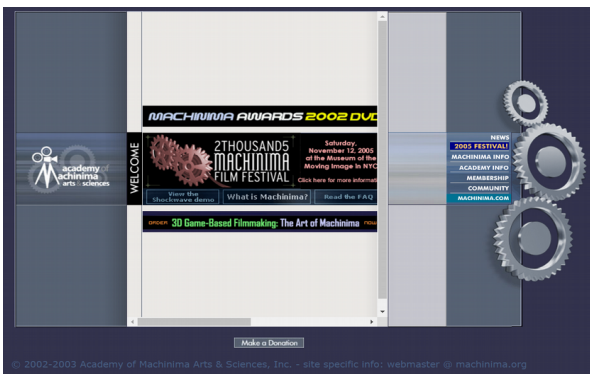 MACHINIMA AWARDS 2002 DVD
academy of
machinima
arts & sciences
WELCOME
2THOUSAND5
MACHINIMA
FILM FESTIVAL
Saturday,
November 12, 2005
at the Museum of the
Moving Image in NYC
Click here for more informati
View the
Shockwave demo
What is Machinima?
Read the FAQ
ORDER 3D Game-Based Filmmaking: The Art of Machinima NOW
NEWS
2005 FESTIVAL!
MACHINIMA INFO
ACADEMY INFO
MEMBERSHIP
COMMUNITY
MACHINIMA.COM
Make a Donation
© 2002-2003 Academy of Machinima Arts & Sciences, Inc. - site specific info: webmaster @ machinima.org